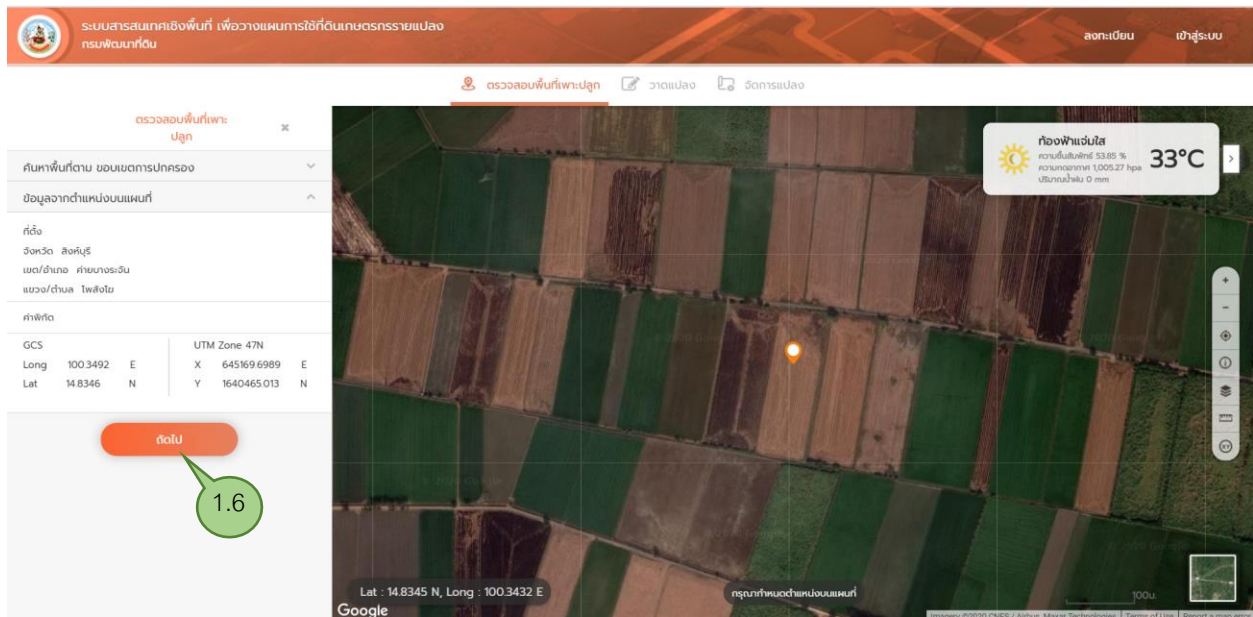 ระบบสารสนเทศเชิงพื้นที่ เพื่อวางแผนการใช้ที่ดินเกษตรกรรายแปลง
กรมพัฒนาที่ดิน
ลงทะเบียน เข้าสู่ระบบ
ตรวจสอบพื้นที่เพาะปลูก วาดแปลง จัดการแปลง
ตรวจสอบพื้นที่เพาะ
ปลูก
ค้นหาพื้นที่ตาม ขอบเขตการปกครอง
ข้อมูลจากตำแหน่งบนแผนที่
ที่ตั้ง
จังหวัด สิงห์บุรี
เขต/อำเภอ ค่ายบางระจัน
แขวง/ตำบล โพสังโฆ
ค่าพิกัด
GCS UTM Zone 47N
Long 100.3492 E X 645169.6989 E
Lat 14.8346 N Y 1640465.013 N
ถัดไป
1.6
ท้องฟ้าแจ่มใส
ความชื้นสัมพัทธ์ 53.85 %
ความกดอากาศ 1,005.27 hpa
ปริมาณน้ำฝน 0 mm
33°C
+
-
XY
Lat : 14.8345 N, Long : 100.3432 E
กรุณากำหนดตำแหน่งบนแผนที่
100ม.
Google
Imagery ©2020 CNES / Airbus, Maxar Technologies Terms of Use Report a map error